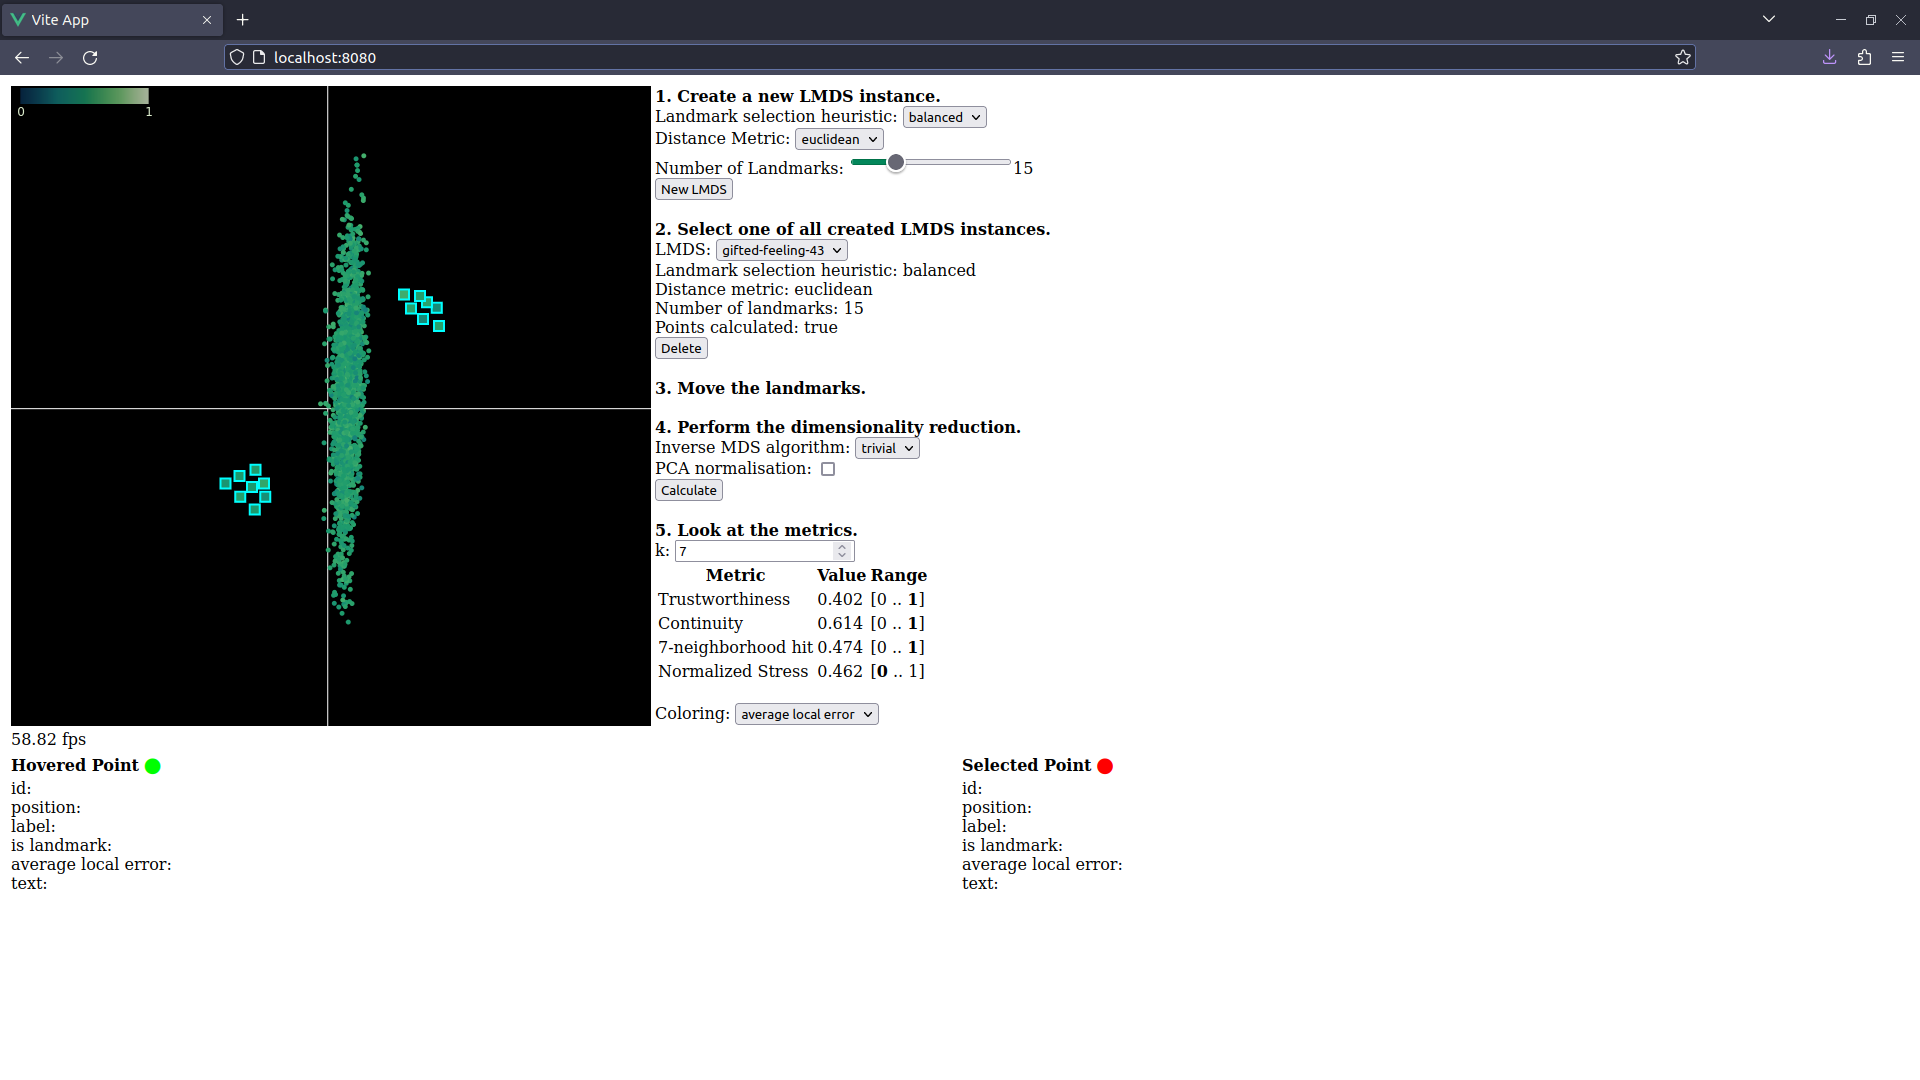 Vite App
localhost:8080
0 1
1. Create a new LMDS instance.
Landmark selection heuristic: balanced
Distance Metric: euclidean
Number of Landmarks: 15
New LMDS
2. Select one of all created LMDS instances.
LMDS: gifted-feeling-43
Landmark selection heuristic: balanced
Distance metric: euclidean
Number of landmarks: 15
Points calculated: true
Delete
3. Move the landmarks.
4. Perform the dimensionality reduction.
Inverse MDS algorithm: trivial
PCA normalisation:
Calculate
5. Look at the metrics.
k: 7
Metric Value Range
Trustworthiness 0.402 [0 .. 1]
Continuity 0.614 [0 .. 1]
7-neighborhood hit 0.474 [0 .. 1]
Normalized Stress 0.462 [0 .. 1]
Coloring: average local error
58.82 fps
Hovered Point
id:
position:
label:
is landmark:
average local error:
text:
Selected Point
id:
position:
label:
is landmark:
average local error:
text: